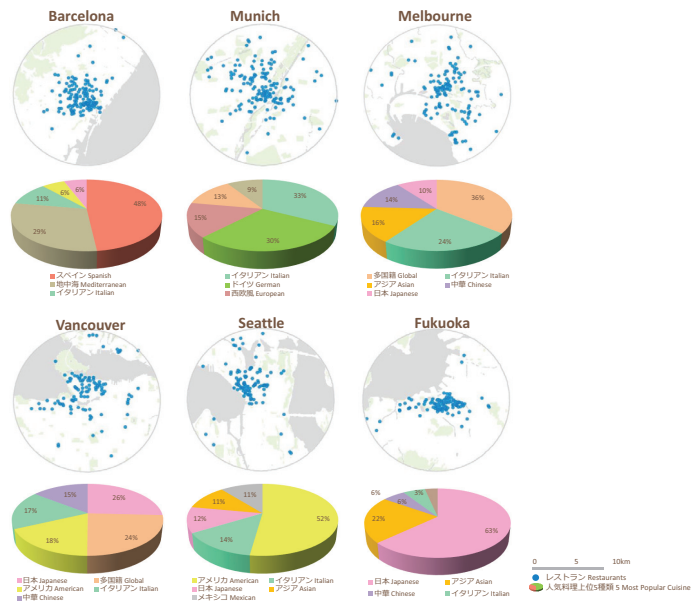 Barcelona
Munich
Melbourne
48%
29%
11%
6%
6%
33%
30%
15%
13%
9%
36%
24%
16%
14%
10%
スペイン Spanish
地中海 Mediterranean
イタリアン Italian
イタリアン Italian
ドイツ German
西欧風 European
多国籍 Global
イタリアン Italian
アジア Asian
中華 Chinese
日本 Japanese
Vancouver
Seattle
Fukuoka
26%
24%
18%
17%
15%
52%
14%
12%
11%
11%
63%
22%
6%
6%
3%
日本 Japanese
多国籍 Global
アメリカ American
イタリアン Italian
中華 Chinese
アメリカ American
イタリアン Italian
日本 Japanese
アジア Asian
メキシコ Mexican
日本 Japanese
アジア Asian
中華 Chinese
イタリアン Italian
0 5 10km
レストラン Restaurants
人気料理上位5種類 5 Most Popular Cuisine